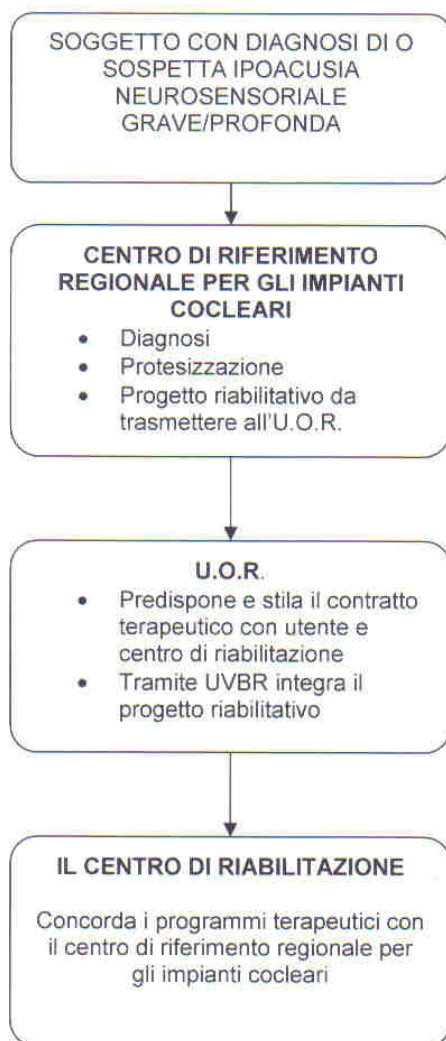 SOGGETTO CON DIAGNOSI DI O
SOSPETTA IPOACUSIA
NEUROSENSORIALE
GRAVE/PROFONDA
CENTRO DI RIFERIMENTO
REGIONALE PER GLI IMPIANTI
COCLEARI
• Diagnosi
• Protesizzazione
• Progetto riabilitativo da
trasmettere all'U.O.R.
U.O.R.
• Predispone e stila il contratto
terapeutico con utente e
centro di riabilitazione
• Tramite UVBR integra il
progetto riabilitativo
IL CENTRO DI RIABILITAZIONE
Concorda i programmi terapeutici con
il centro di riferimento regionale per
gli impianti cocleari